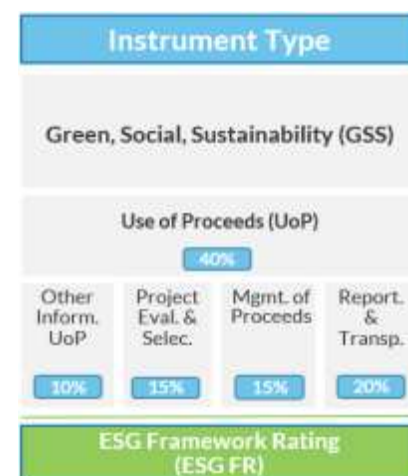 Instrument Type
Green, Social, Sustainability (GSS)
Use of Proceeds (UoP)
40%
Other
Inform.
UoP
10%
Project
Eval. &
Selec.
15%
Mgmt. of
Proceeds
15%
Report.
&
Transp.
20%
ESG Framework Rating
(ESG FR)